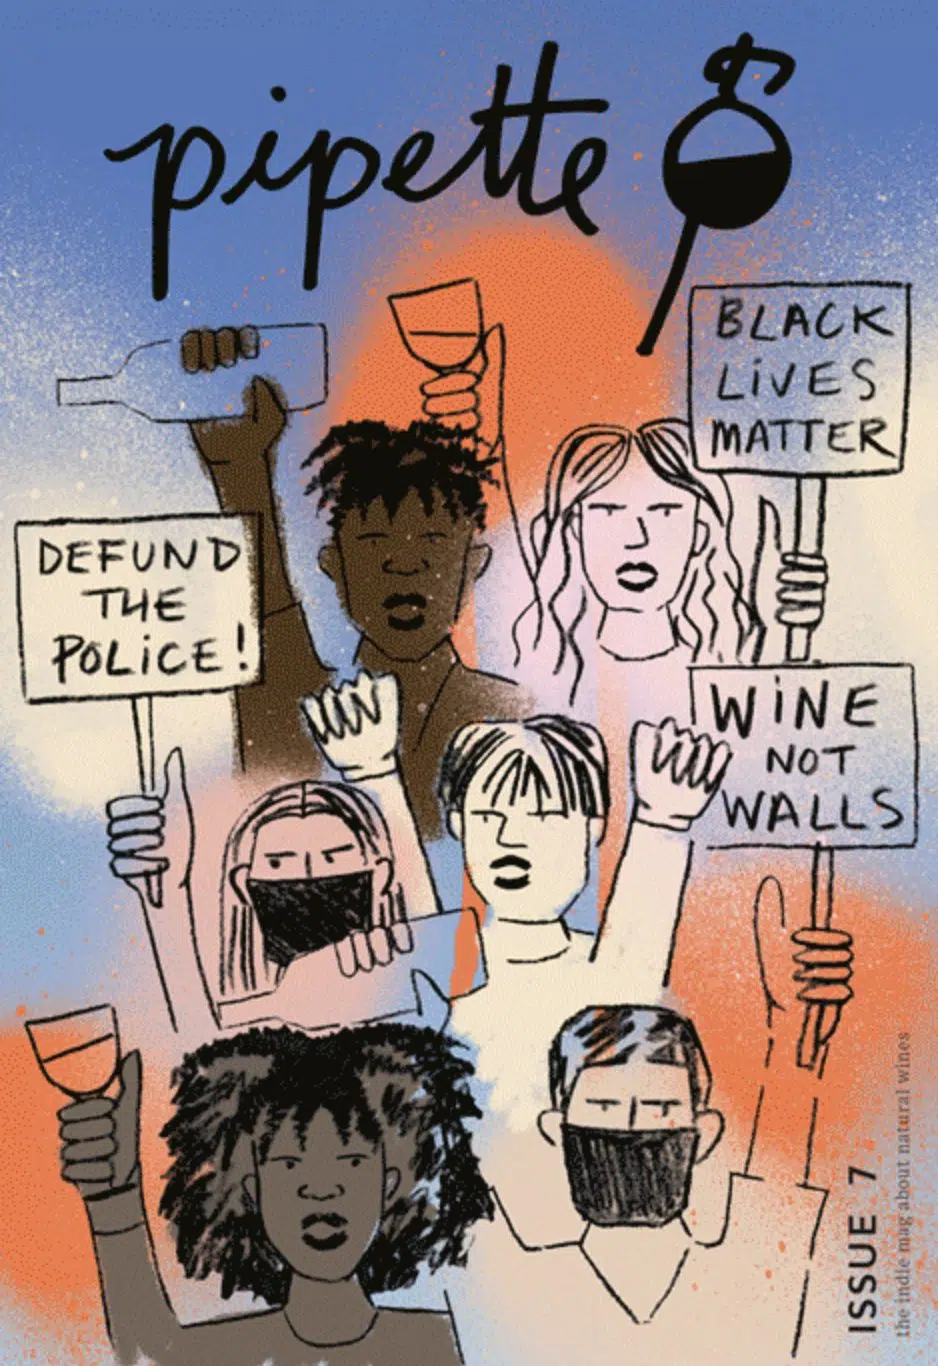 pipette
BLACK
LIVES
MATTER
DEFUND
THE
POLICE!
WINE
NOT
WALLS
ISSUE 7
the indie mag about natural wines